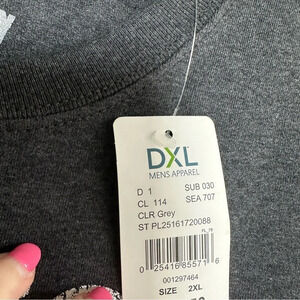 DXL
MENS APPAREL
D 1 SUB 030
CL 114 SEA 707
CLR Grey
ST PL25161720088
PL_79
0 25416 85571 6
001297464
SIZE 2XL